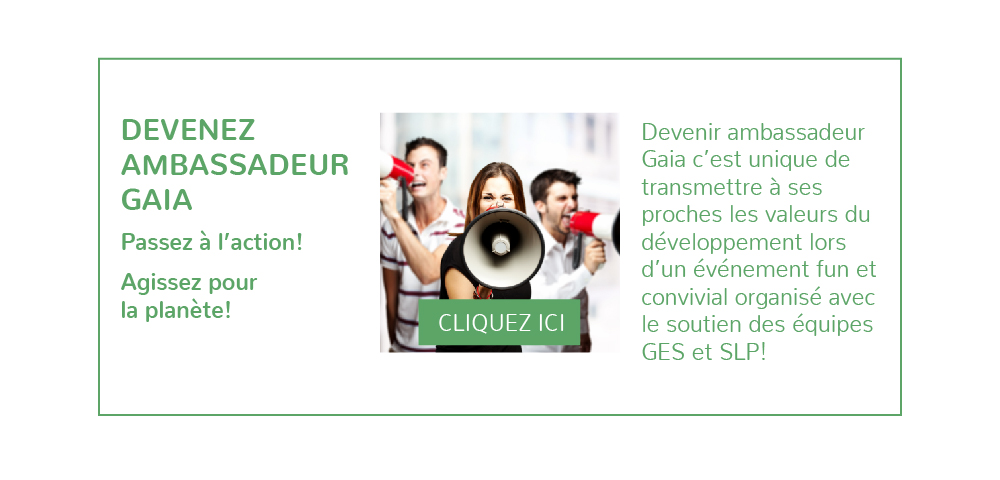 DEVENEZ
AMBASSADEUR
GAIA
Passez à l’action!
Agissez pour
la planète!
CLIQUEZ ICI
Devenir ambassadeur
Gaia c’est unique de
transmettre à ses
proches les valeurs du
développement lors
d’un événement fun et
convivial organisé avec
le soutien des équipes
GES et SLP!